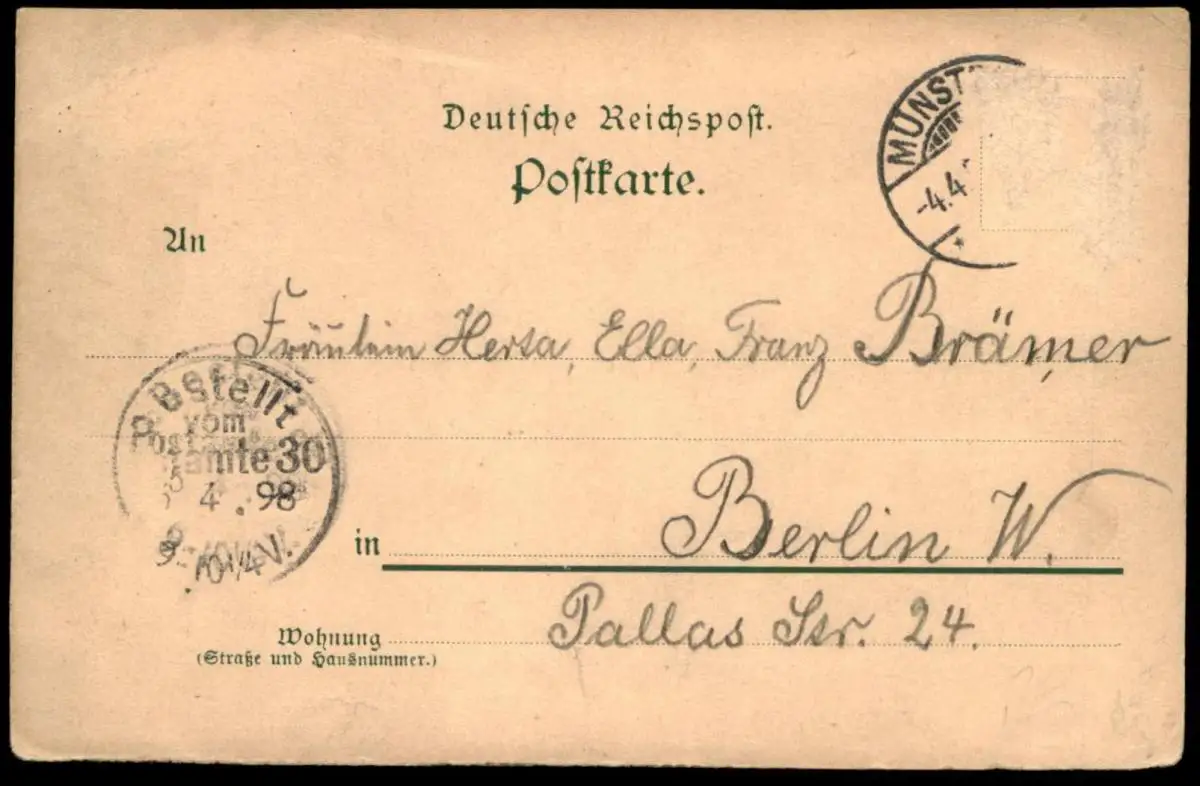 Deutsche Reichspost.
Postkarte.
MÜNST
-4.4
An
Fräulein Herta, Ella, Franz Brämer
Bestellt
vom
Postamte 30
4.98
in Berlin W.
Wohnung Pallas Str. 24.
(Straße und Hausnummer.)